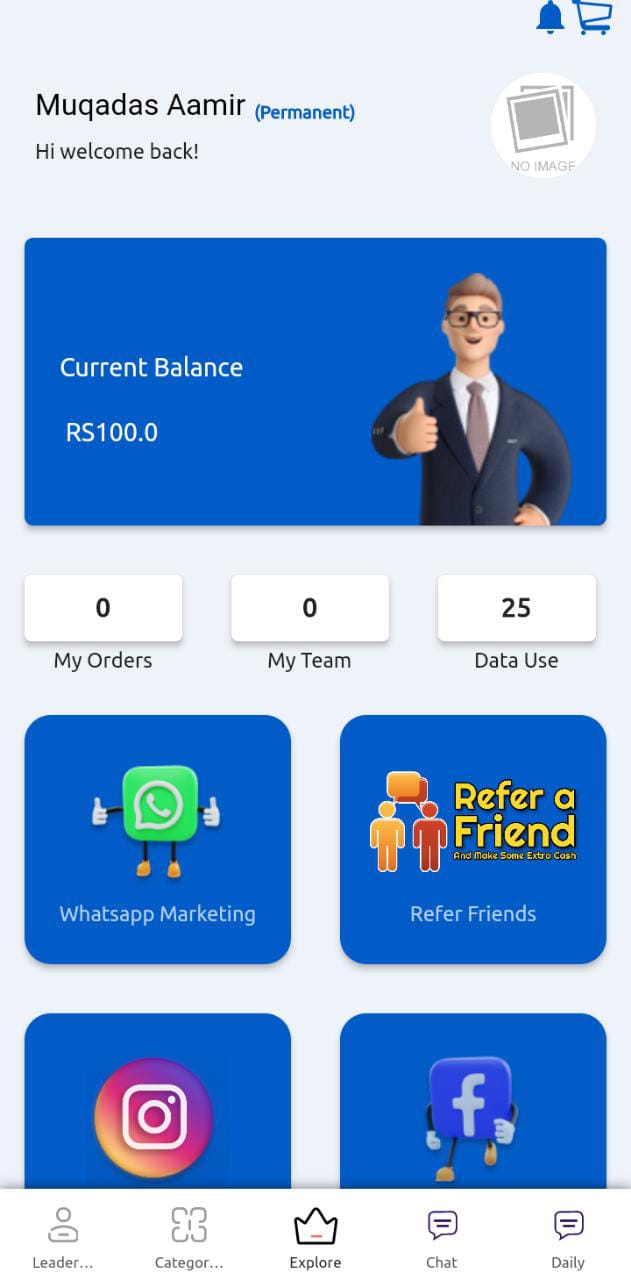 Muqadas Aamir (Permanent)
Hi welcome back!
NO IMAGE
Current Balance
RS100.0
0
0
25
My Orders
My Team
Data Use
Refer a
Friend
And Make Some Extra Cash
Whatsapp Marketing
Refer Friends
Leader...
Categor...
Explore
Chat
Daily